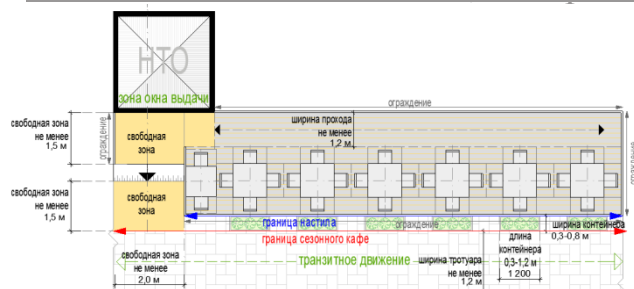 НТО
зона окна выдачи
ограждение
свободная зона
не менее
1,5 м
ограждение
свободная
зона
ширина прохода
не менее
1,2 м
ограждение
свободная зона
не менее
1,5 м
свободная
зона
граница настила
ограждение
ширина контейнера
0,3-0,8 м
граница сезонного кафе
свободная зона
не менее
2,0 м
транзитное движение
ширина тротуара
не менее
1,2 м
длина
контейнера
0,3-1,2 м
1 200